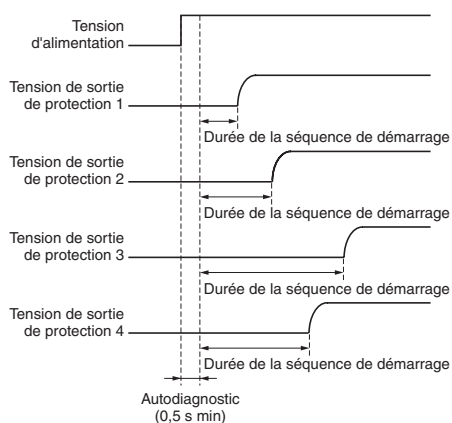 Tension
d'alimentation
Tension de sortie
de protection 1
Durée de la séquence de démarrage
Tension de sortie
de protection 2
Durée de la séquence de démarrage
Tension de sortie
de protection 3
Durée de la séquence de démarrage
Tension de sortie
de protection 4
Durée de la séquence de démarrage
Autodiagnostic
(0,5 s min)